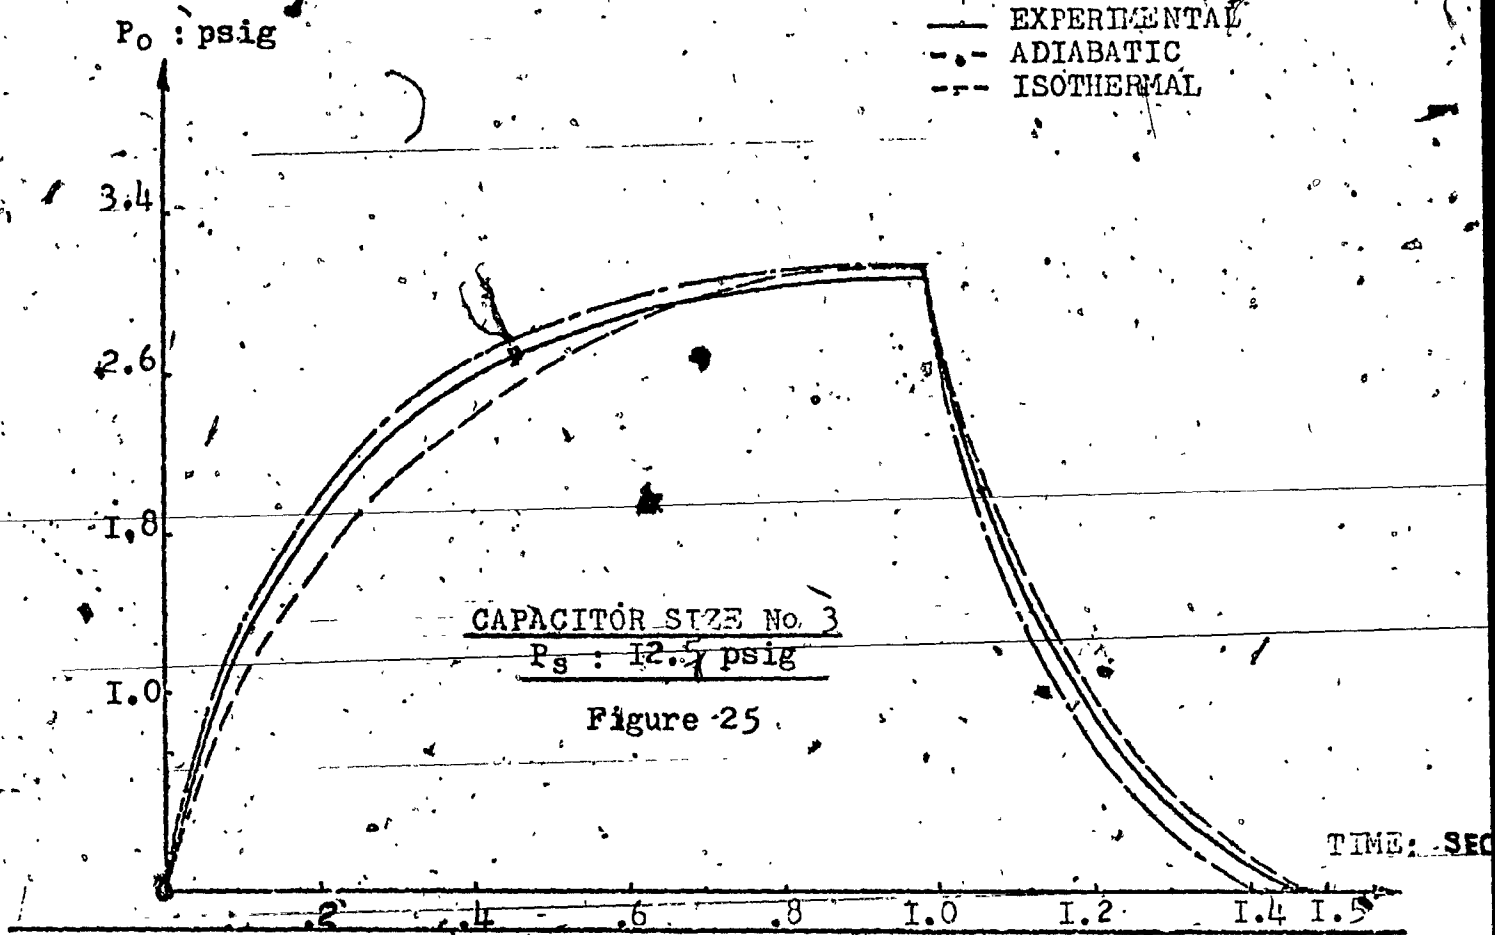 Po : psig
EXPERIMENTAL
ADIABATIC
ISOTHERMAL
3.4
2.6
I.8
I.0
CAPACITOR SIZE No 3
Ps : I2.5 psig
Figure 25
TIME: SEC
.2 .4 .6 .8 I.0 I.2 I.4 I.5